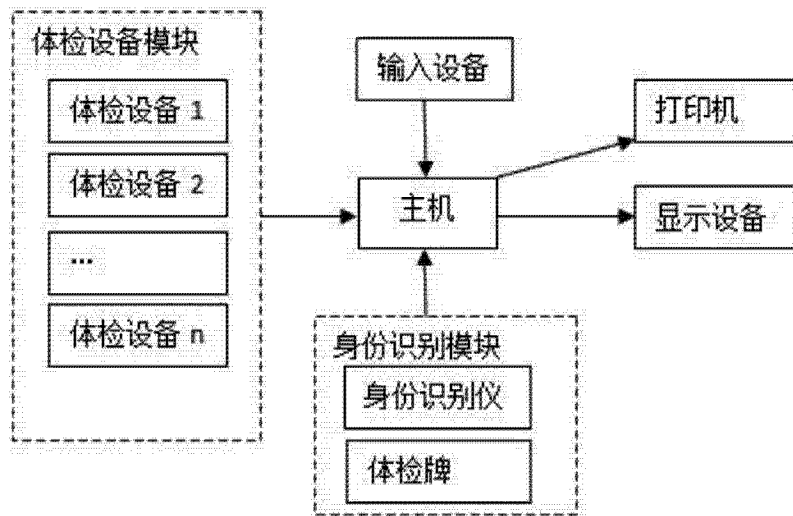 体检设备模块
体检设备 1
体检设备 2
...
体检设备 n
输入设备
主机
打印机
显示设备
身份识别模块
身份识别仪
体检牌